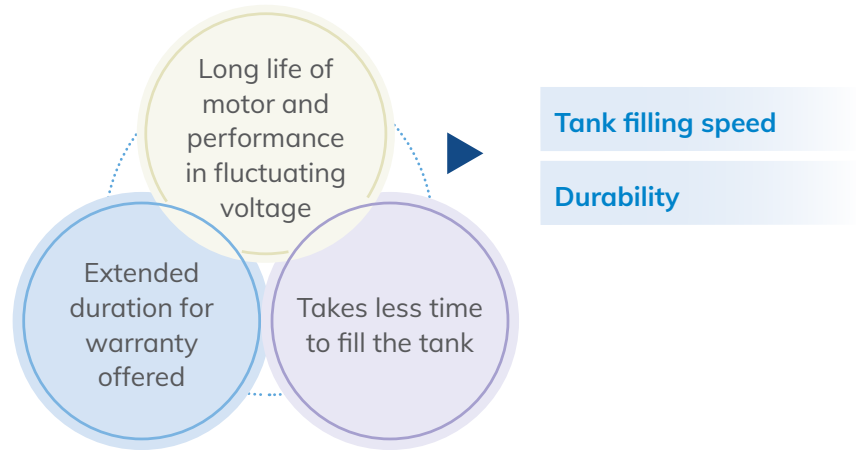 Long life of
motor and
performance
in fluctuating
voltage
Extended
duration for
warranty
offered
Takes less time
to fill the tank
Tank filling speed
Durability